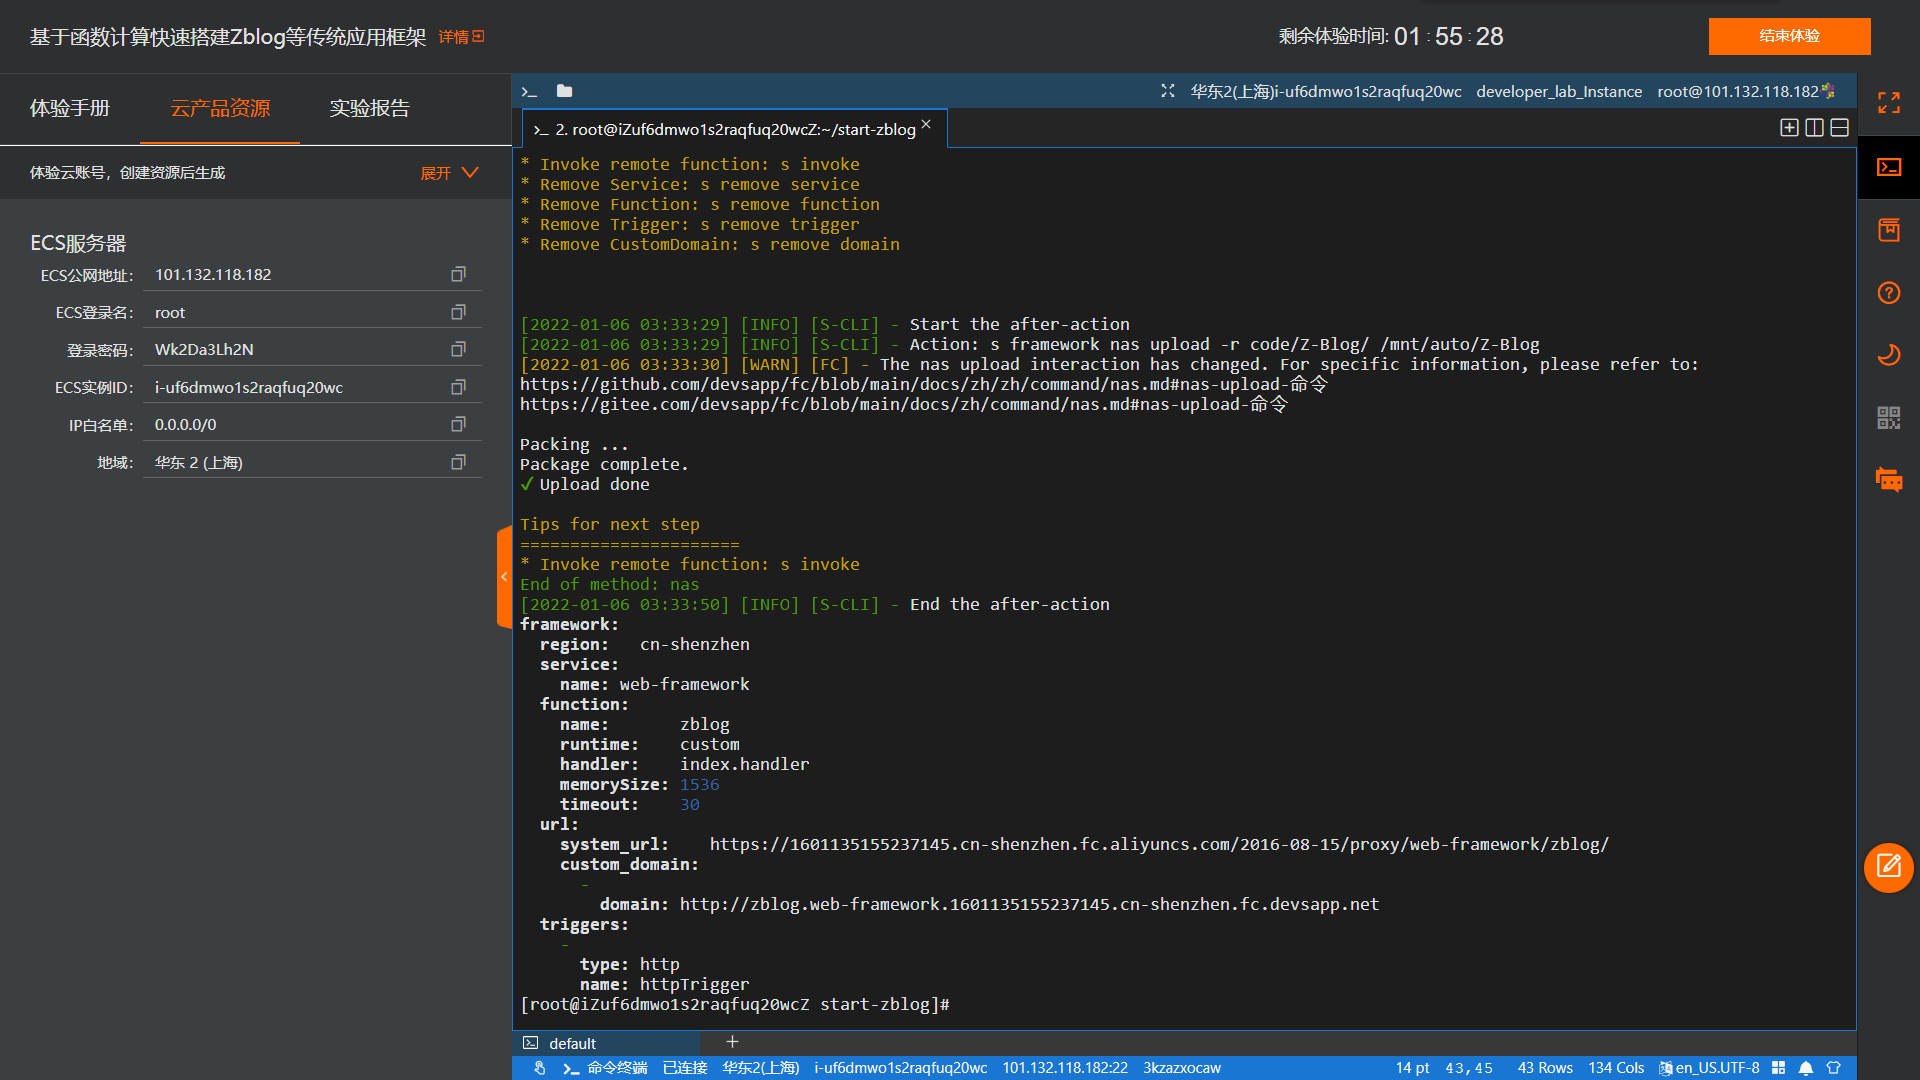 基于函数计算快速搭建Zblog等传统应用框架 详情
剩余体验时间: 01 : 55 : 28
结束体验
体验手册 云产品资源 实验报告
体验云账号，创建资源后生成 展开
ECS服务器
ECS公网地址: 101.132.118.182
ECS登录名: root
登录密码: Wk2Da3Lh2N
ECS实例ID: i-uf6dmwo1s2raqfuq20wc
IP白名单: 0.0.0.0/0
地域: 华东 2 (上海)
华东2(上海)i-uf6dmwo1s2raqfuq20wc developer_lab_Instance root@101.132.118.182
2. root@iZuf6dmwo1s2raqfuq20wcZ:~/start-zblog
* Invoke remote function: s invoke
* Remove Service: s remove service
* Remove Function: s remove function
* Remove Trigger: s remove trigger
* Remove CustomDomain: s remove domain
[2022-01-06 03:33:29] [INFO] [S-CLI] - Start the after-action
[2022-01-06 03:33:29] [INFO] [S-CLI] - Action: s framework nas upload -r code/Z-Blog/ /mnt/auto/Z-Blog
[2022-01-06 03:33:30] [WARN] [FC] - The nas upload interaction has changed. For specific information, please refer to:
https://github.com/devsapp/fc/blob/main/docs/zh/zh/command/nas.md#nas-upload-命令
https://gitee.com/devsapp/fc/blob/main/docs/zh/command/nas.md#nas-upload-命令
Packing ...
Package complete.
✓ Upload done
Tips for next step
======================
* Invoke remote function: s invoke
End of method: nas
[2022-01-06 03:33:50] [INFO] [S-CLI] - End the after-action
framework:
region: cn-shenzhen
service:
name: web-framework
function:
name: zblog
runtime: custom
handler: index.handler
memorySize: 1536
timeout: 30
url:
system_url: https://1601135155237145.cn-shenzhen.fc.aliyuncs.com/2016-08-15/proxy/web-framework/zblog/
custom_domain:
-
domain: http://zblog.web-framework.1601135155237145.cn-shenzhen.fc.devsapp.net
triggers:
-
type: http
name: httpTrigger
[root@iZuf6dmwo1s2raqfuq20wcZ start-zblog]#
default
命令终端 已连接 华东2(上海) i-uf6dmwo1s2raqfuq20wc 101.132.118.182:22 3kzazxocaw 14 pt 43,45 43 Rows 134 Cols en_US.UTF-8